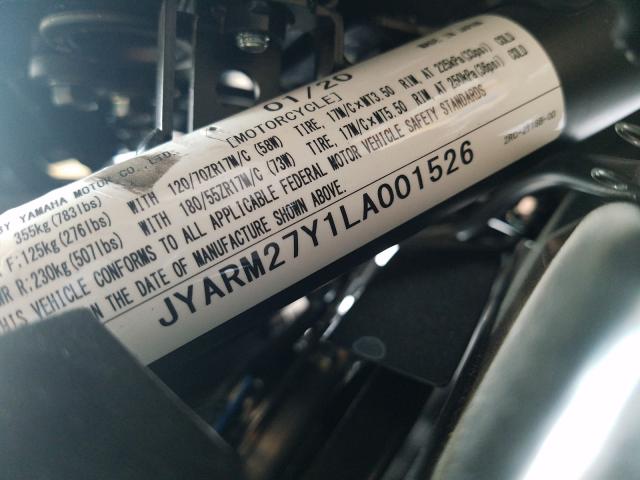 MADE IN JAPAN
01/20
[MOTORCYCLE]
BY YAMAHA MOTOR CO., LTD.
355kg(783lbs)
F;125kg(276lbs) WITH 120/70ZR17M/C (58W) TIRE, 17M/C×MT3.50 RIM AT 225kPa(33psi) COLD
WR R;230kg(507lbs) WITH 180/55ZR17M/C (73W) TIRE, 17M/C×MT5.50 RIM AT 250kPa(36psi) COLD
THIS VEHICLE CONFORMS TO ALL APPLICABLE FEDERAL MOTOR VEHICLE SAFETY STANDARDS
ON THE DATE OF MANUFACTURE SHOWN ABOVE.
JYARM27Y1LA001526